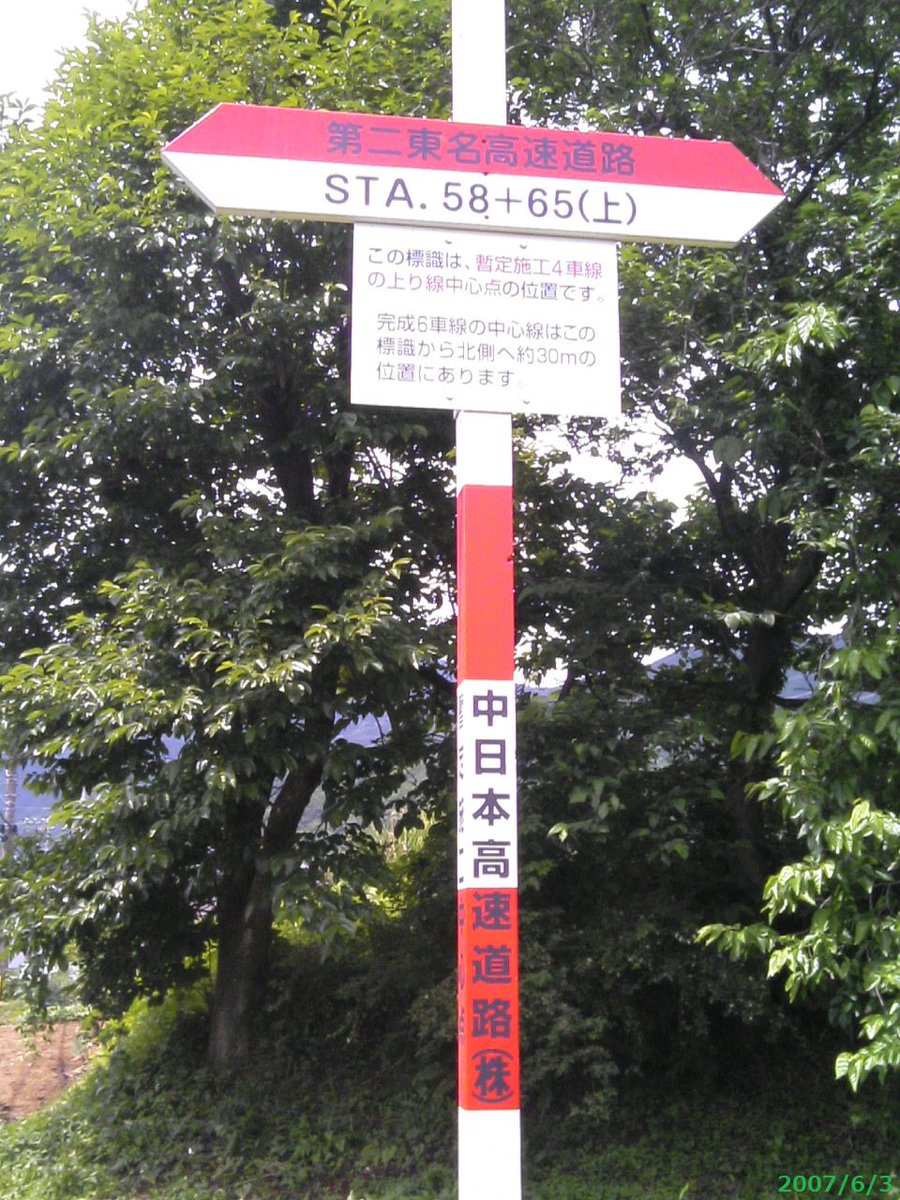 第二東名高速道路
STA. 58+65(上)
この標識は、暫定施工4車線
の上り線中心点の位置です。
完成6車線の中心線はこの
標識から北側へ約30mの
位置にあります。
中日本高速道路(株)
2007/6/3